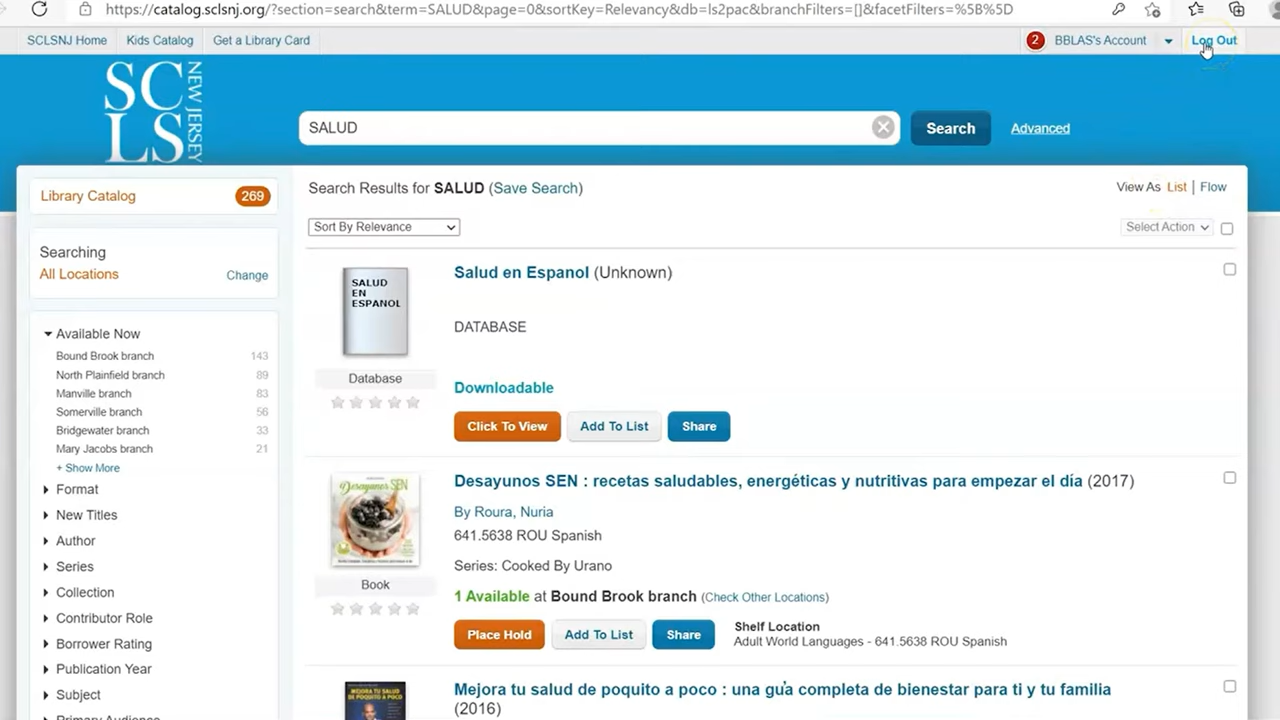 https://catalog.sclsnj.org/?section=search&term=SALUD&page=0&sortKey=Relevancy&db=ls2pac&branchFilters=[]&facetFilters=%5B%5D
SCLSNJ Home Kids Catalog Get a Library Card 2 BBLAS's Account Log Out
SC
LS
NEW JERSEY
SALUD Search Advanced
Library Catalog 269
Searching
All Locations Change
Available Now
Bound Brook branch 143
North Plainfield branch 89
Manville branch 83
Somerville branch 56
Bridgewater branch 33
Mary Jacobs branch 21
+ Show More
Format
New Titles
Author
Series
Collection
Contributor Role
Borrower Rating
Publication Year
Subject
Primary Audience
Search Results for SALUD (Save Search) View As List | Flow
Sort By Relevance Select Action
SALUD
EN
ESPANOL
Database
Salud en Espanol (Unknown)
DATABASE
Downloadable
Click To View Add To List Share
Desayunos SEN
Book
Desayunos SEN : recetas saludables, energéticas y nutritivas para empezar el día (2017)
By Roura, Nuria
641.5638 ROU Spanish
Series: Cooked By Urano
1 Available at Bound Brook branch (Check Other Locations)
Place Hold Add To List Share
Shelf Location
Adult World Languages - 641.5638 ROU Spanish
MEJORA TU SALUD
DE POQUITO A POCO
Mejora tu salud de poquito a poco : una gu̕a completa de bienestar para ti y tu familia
(2016)